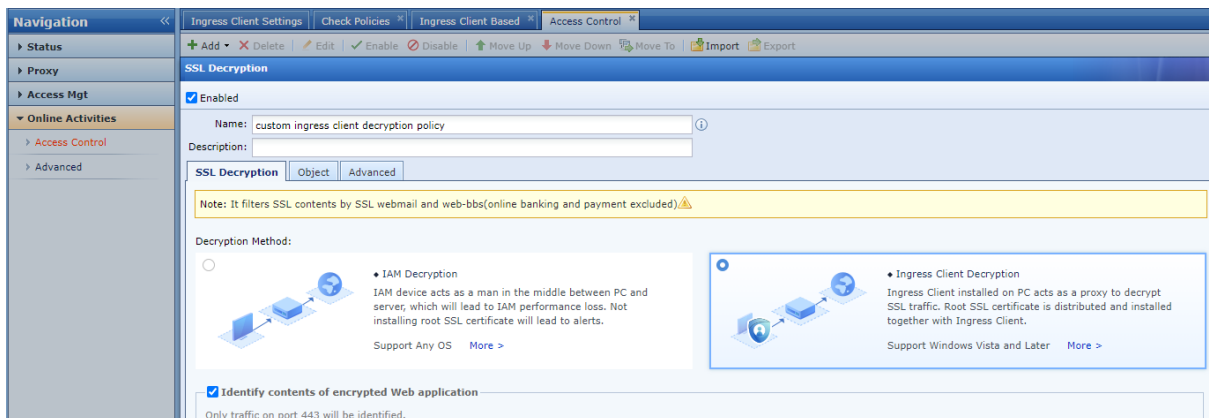 Navigation
Status
Proxy
Access Mgt
Online Activities
Access Control
Advanced
Ingress Client Settings Check Policies Ingress Client Based Access Control
Add Delete Edit Enable Disable Move Up Move Down Move To Import Export
SSL Decryption
Enabled
Name: custom ingress client decryption policy
Description:
SSL Decryption Object Advanced
Note: It filters SSL contents by SSL webmail and web-bbs(online banking and payment excluded)
Decryption Method:
IAM Decryption
IAM device acts as a man in the middle between PC and
server, which will lead to IAM performance loss. Not
installing root SSL certificate will lead to alerts.
Support Any OS More >
Ingress Client Decryption
Ingress Client installed on PC acts as a proxy to decrypt
SSL traffic. Root SSL certificate is distributed and installed
together with Ingress Client.
Support Windows Vista and Later More >
Identify contents of encrypted Web application
Only traffic on port 443 will be identified.